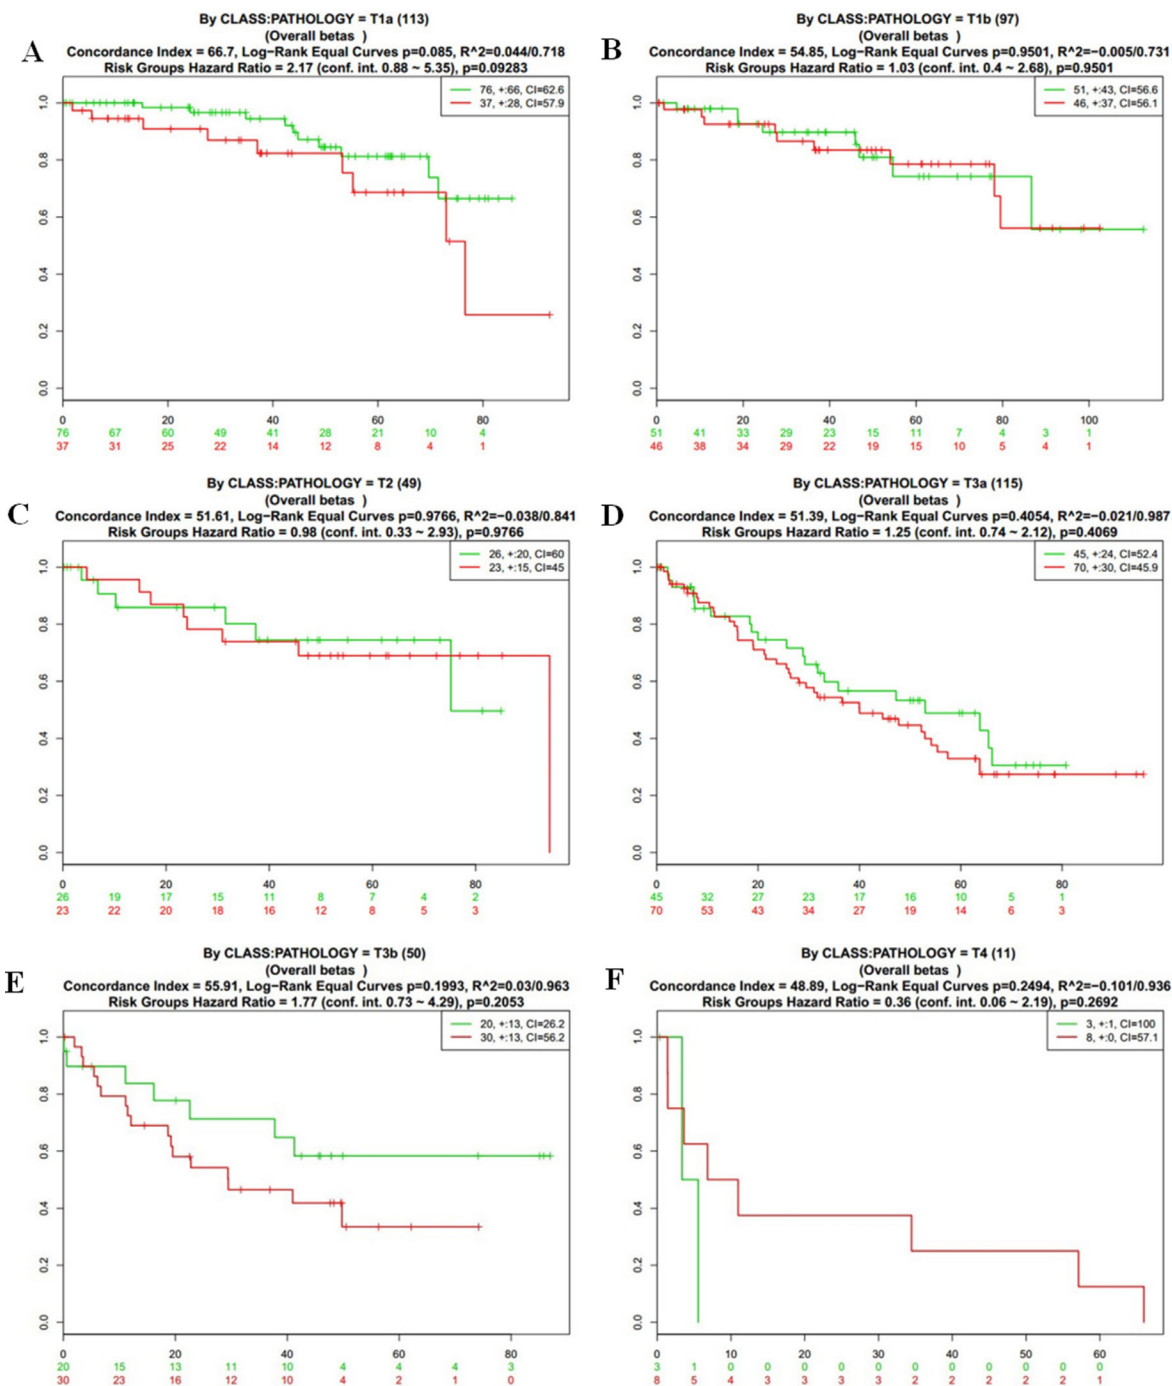 A
By CLASS:PATHOLOGY = T1a (113)
(Overall betas )
Concordance Index = 66.7, Log−Rank Equal Curves p=0.085, R^2=0.044/0.718
Risk Groups Hazard Ratio = 2.17 (conf. int. 0.88 ~ 5.35), p=0.09283
76, +:66, CI=62.6
37, +:28, CI=57.9
1.0
0.8
0.6
0.4
0.2
0.0
0 20 40 60 80
76 67 60 49 41 28 21 10 4
37 31 25 22 14 12 8 4 1
B
By CLASS:PATHOLOGY = T1b (97)
(Overall betas )
Concordance Index = 54.85, Log−Rank Equal Curves p=0.9501, R^2=−0.005/0.731
Risk Groups Hazard Ratio = 1.03 (conf. int. 0.4 ~ 2.68), p=0.9501
51, +:43, CI=56.6
46, +:37, CI=56.1
1.0
0.8
0.6
0.4
0.2
0.0
0 20 40 60 80 100
51 41 33 29 23 15 11 7 4 3 1
46 38 34 29 22 19 15 10 5 4 1
C
By CLASS:PATHOLOGY = T2 (49)
(Overall betas )
Concordance Index = 51.61, Log−Rank Equal Curves p=0.9766, R^2=−0.038/0.841
Risk Groups Hazard Ratio = 0.98 (conf. int. 0.33 ~ 2.93), p=0.9766
26, +:20, CI=60
23, +:15, CI=45
1.0
0.8
0.6
0.4
0.2
0.0
0 20 40 60 80
26 19 17 15 11 8 7 4 2
23 22 20 18 16 12 8 5 3
D
By CLASS:PATHOLOGY = T3a (115)
(Overall betas )
Concordance Index = 51.39, Log−Rank Equal Curves p=0.4054, R^2=−0.021/0.987
Risk Groups Hazard Ratio = 1.25 (conf. int. 0.74 ~ 2.12), p=0.4069
45, +:24, CI=52.4
70, +:30, CI=45.9
1.0
0.8
0.6
0.4
0.2
0.0
0 20 40 60 80
45 32 27 23 17 16 10 5 1
70 53 43 34 27 19 14 6 3
E
By CLASS:PATHOLOGY = T3b (50)
(Overall betas )
Concordance Index = 55.91, Log−Rank Equal Curves p=0.1993, R^2=0.03/0.963
Risk Groups Hazard Ratio = 1.77 (conf. int. 0.73 ~ 4.29), p=0.2053
20, +:13, CI=26.2
30, +:13, CI=56.2
1.0
0.8
0.6
0.4
0.2
0.0
0 20 40 60 80
20 15 13 11 10 4 4 4 3
30 23 16 12 10 4 2 1 0
F
By CLASS:PATHOLOGY = T4 (11)
(Overall betas )
Concordance Index = 48.89, Log−Rank Equal Curves p=0.2494, R^2=−0.101/0.936
Risk Groups Hazard Ratio = 0.36 (conf. int. 0.06 ~ 2.19), p=0.2692
3, +:1, CI=100
8, +:0, CI=57.1
1.0
0.8
0.6
0.4
0.2
0.0
0 10 20 30 40 50 60
3 1 0 0 0 0 0 0 0 0 0 0 0
8 5 4 3 3 3 3 2 2 2 2 2 1